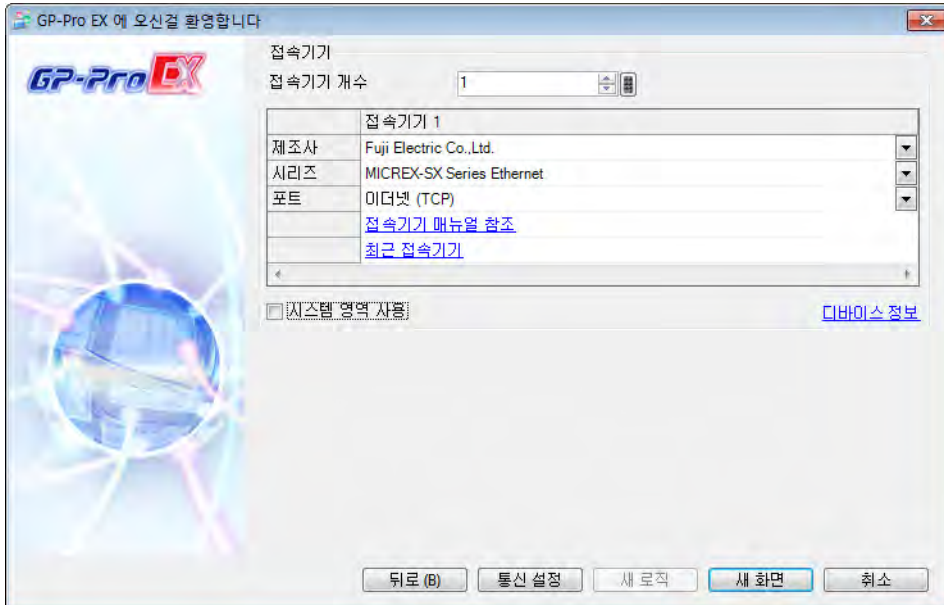 GP-Pro EX 에 오신걸 환영합니다
GP-Pro EX
접속기기
접속기기 개수 1
접속기기 1
제조사 Fuji Electric Co.,Ltd.
시리즈 MICREX-SX Series Ethernet
포트 이더넷 (TCP)
접속기기 매뉴얼 참조
최근 접속기기
시스템 영역 사용 디바이스 정보
뒤로 (B) 통신 설정 새 로직 새 화면 취소